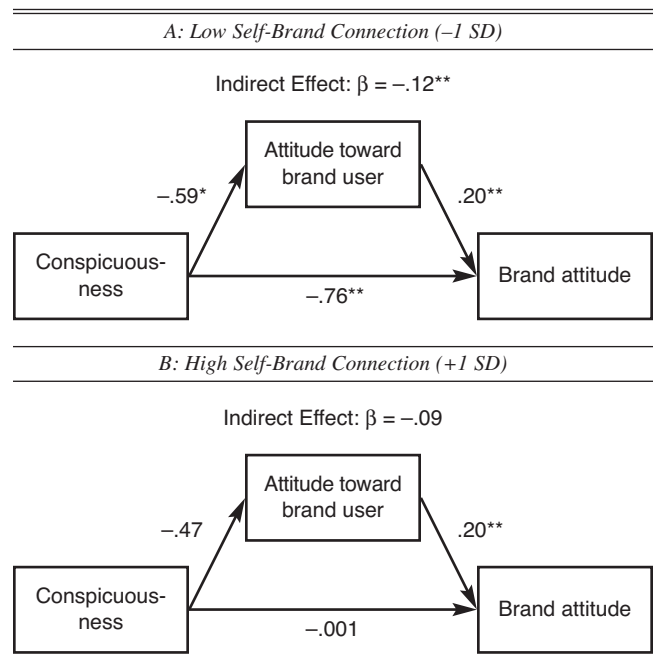 A: Low Self-Brand Connection (–1 SD)
Indirect Effect: β = –.12**
Attitude toward
brand user
–.59*
.20**
Conspicuous-
ness
Brand attitude
–.76**
B: High Self-Brand Connection (+1 SD)
Indirect Effect: β = –.09
Attitude toward
brand user
–.47
.20**
Conspicuous-
ness
Brand attitude
–.001